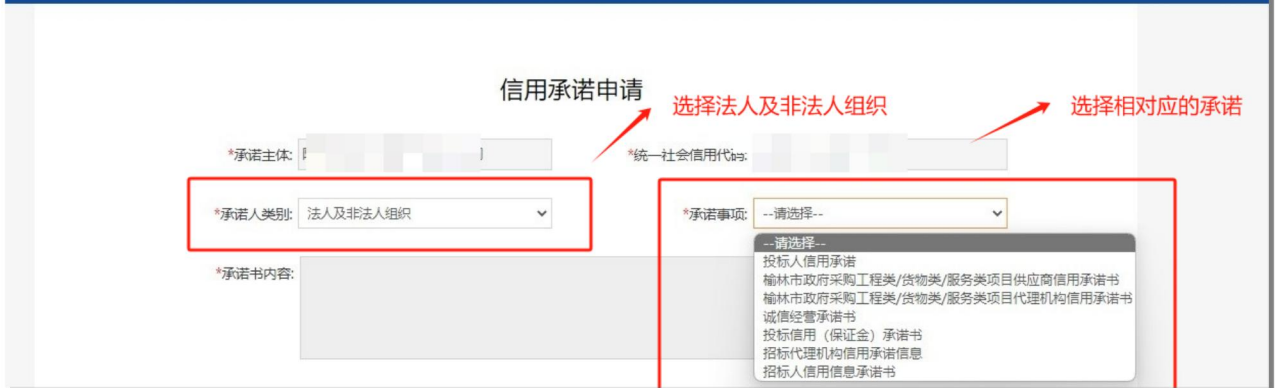 信用承诺申请
选择法人及非法人组织
选择相对应的承诺
*承诺主体:
*统一社会信用代码:
*承诺人类别: 法人及非法人组织
*承诺事项: --请选择--
--请选择--
投标人信用承诺
榆林市政府采购工程类/货物类/服务类项目供应商信用承诺书
榆林市政府采购工程类/货物类/服务类项目代理机构信用承诺书
诚信经营承诺书
投标信用（保证金）承诺书
招标代理机构信用承诺信息
招标人信用信息承诺书
*承诺书内容: